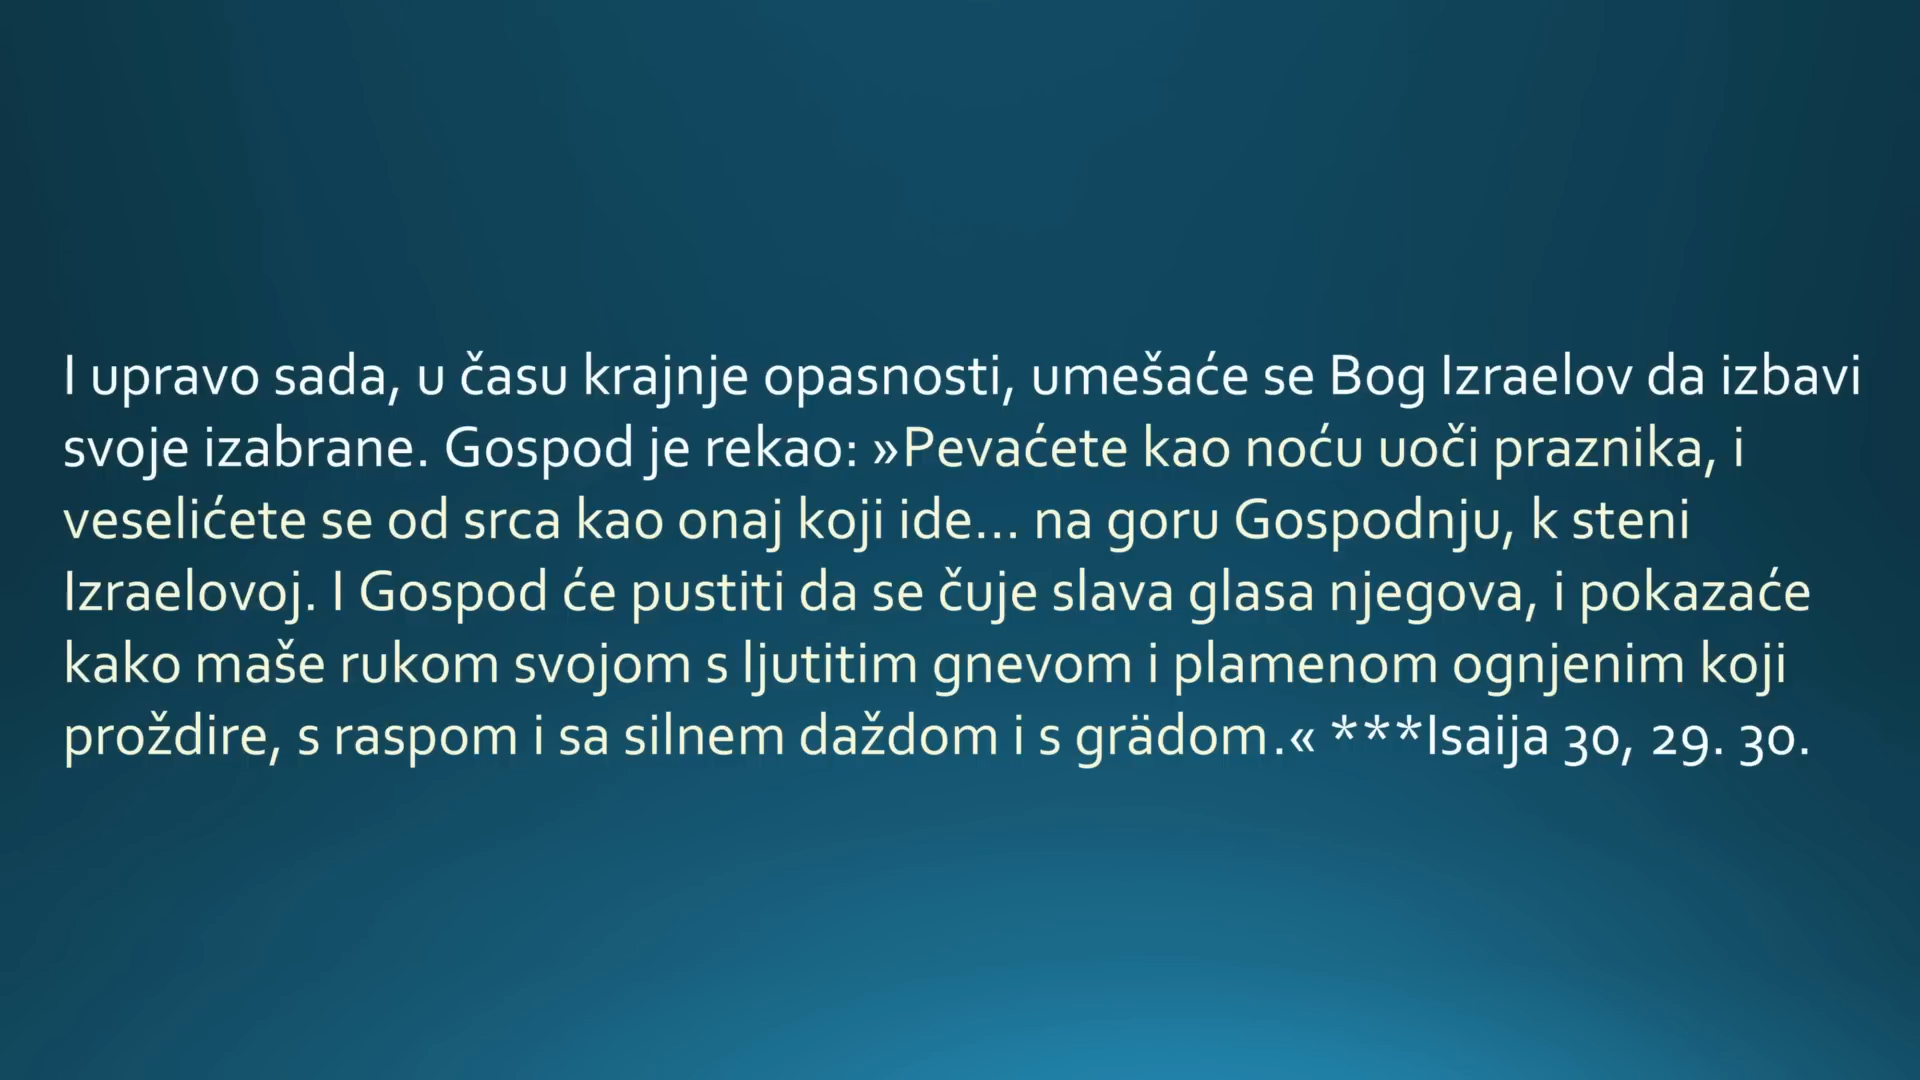 I upravo sada, u času krajnje opasnosti, umešaće se Bog Izraelov da izbavi
svoje izabrane. Gospod je rekao: »Pevaćete kao noću uoči praznika, i
veselićete se od srca kao onaj koji ide... na goru Gospodnju, k steni
Izraelovoj. I Gospod će pustiti da se čuje slava glasa njegova, i pokazaće
kako maše rukom svojom s ljutitim gnevom i plamenom ognjenim koji
proždire, s raspom i sa silnem daždom i s grädom.« ***Isaija 30, 29. 30.